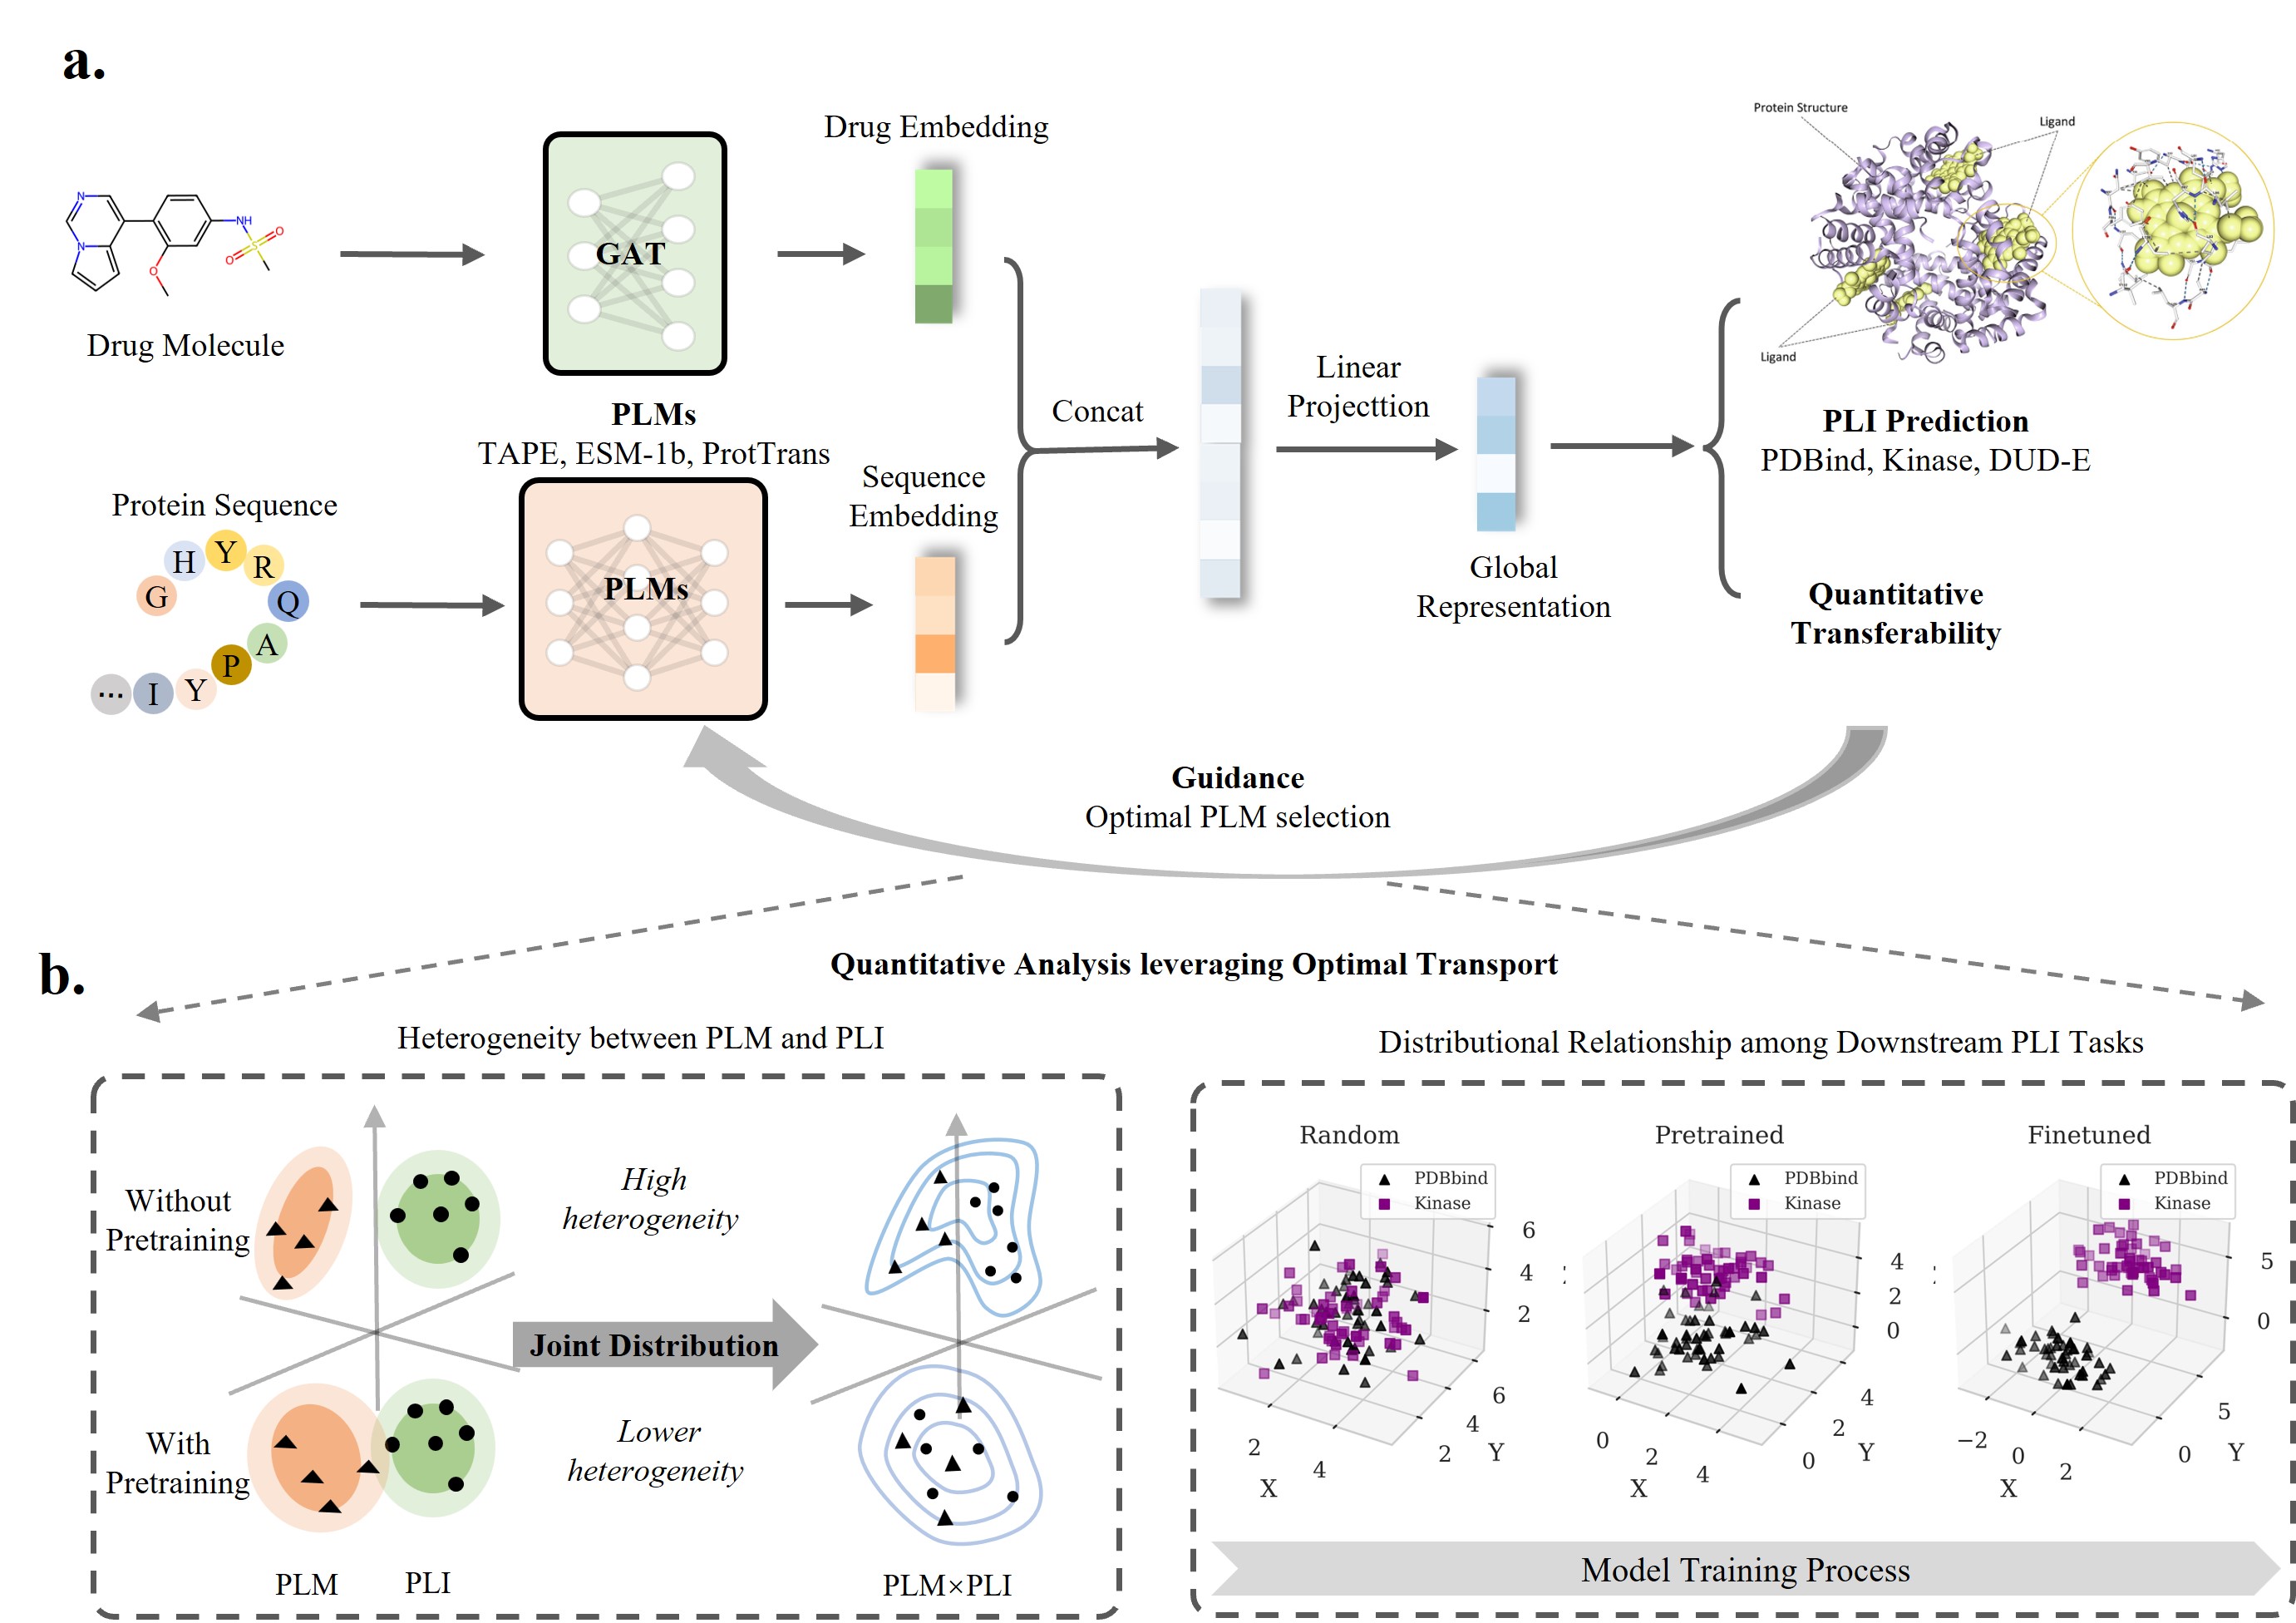 a.
Drug Molecule
N
N
NH
S
O
O
O
GAT
Drug Embedding
PLMs
TAPE, ESM-1b, ProtTrans
Protein Sequence
G
H
Y
R
Q
A
P
Y
I
...
PLMs
Sequence
Embedding
Concat
Linear
Projecttion
Global
Representation
Protein Structure
Ligand
Ligand
PLI Prediction
PDBind, Kinase, DUD-E
Quantitative
Transferability
Guidance
Optimal PLM selection
b.
Quantitative Analysis leveraging Optimal Transport
Heterogeneity between PLM and PLI
Without
Pretraining
High
heterogeneity
Joint Distribution
With
Pretraining
Lower
heterogeneity
PLM
PLI
PLM×PLI
Distributional Relationship among Downstream PLI Tasks
Random
PDBbind
Kinase
6
4
2
6
4
2
Y
2
4
X
Pretrained
PDBbind
Kinase
4
2
0
4
2
0
Y
0
2
4
X
Finetuned
PDBbind
Kinase
5
0
5
0
Y
−2
0
2
X
Model Training Process